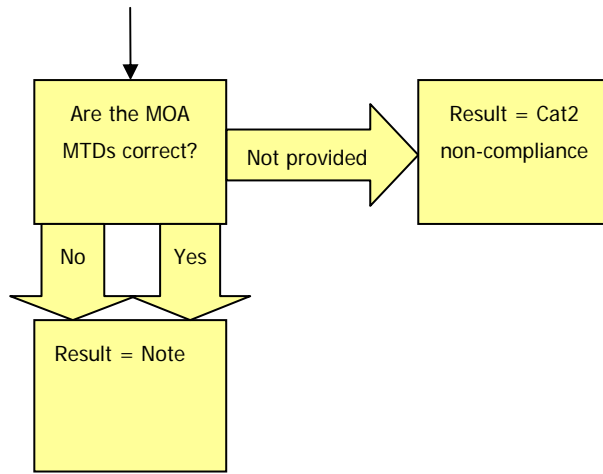 Are the MOA
MTDs correct?
Not provided
Result = Cat2
non-compliance
No
Yes
Result = Note